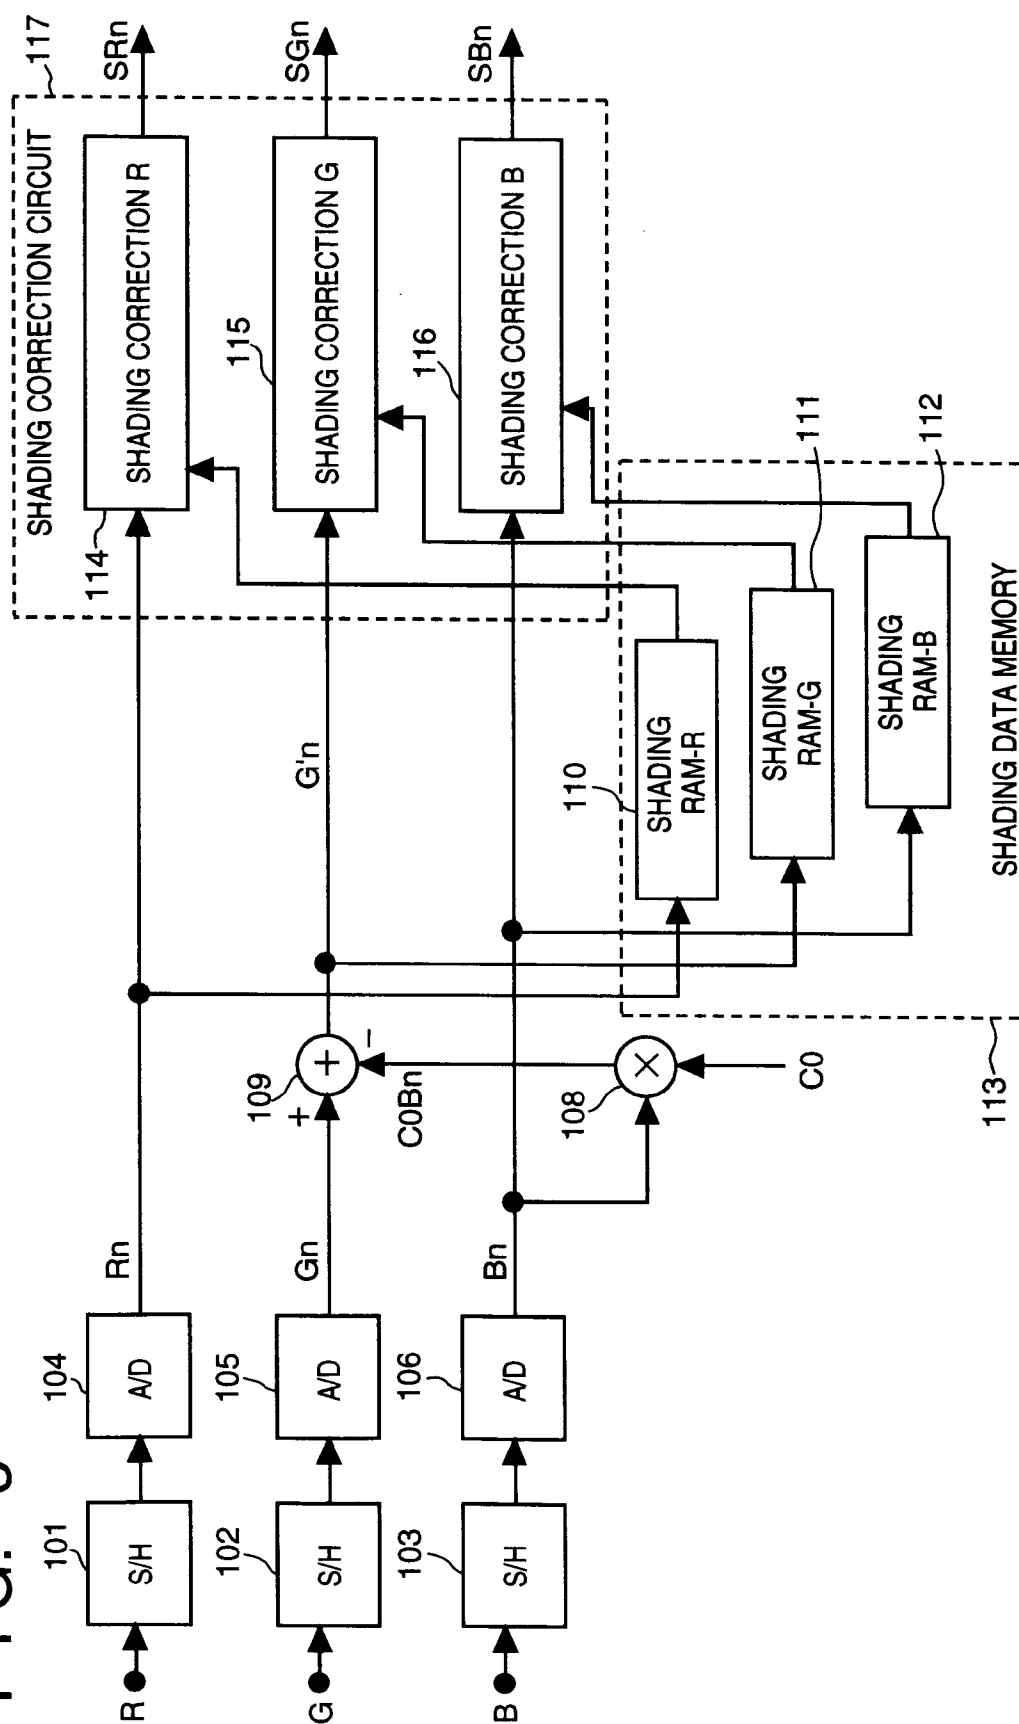 FIG.
R
S/H
101
A/D
104
Rn
SHADING CORRECTION CIRCUIT
117
114
SHADING CORRECTION R
SRn
G
S/H
102
A/D
105
Gn
+
109
+
−
G'n
115
SHADING CORRECTION G
SGn
C0Bn
B
S/H
103
A/D
106
Bn
116
SHADING CORRECTION B
SBn
108
×
C0
110
SHADING
RAM-R
111
SHADING
RAM-G
112
SHADING
RAM-B
113
SHADING DATA MEMORY